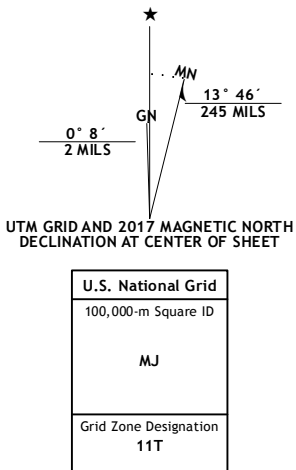 ★
MN
GN
13° 46´
245 MILS
0° 8´
2 MILS
UTM GRID AND 2017 MAGNETIC NORTH
DECLINATION AT CENTER OF SHEET
U.S. National Grid
100,000-m Square ID
MJ
Grid Zone Designation
11T